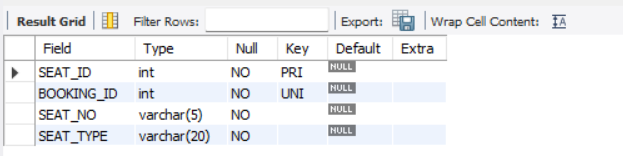 Result Grid Filter Rows: Export: Wrap Cell Content: IA
Field Type Null Key Default Extra
SEAT_ID int NO PRI NULL
BOOKING_ID int NO UNI NULL
SEAT_NO varchar(5) NO NULL
SEAT_TYPE varchar(20) NO NULL